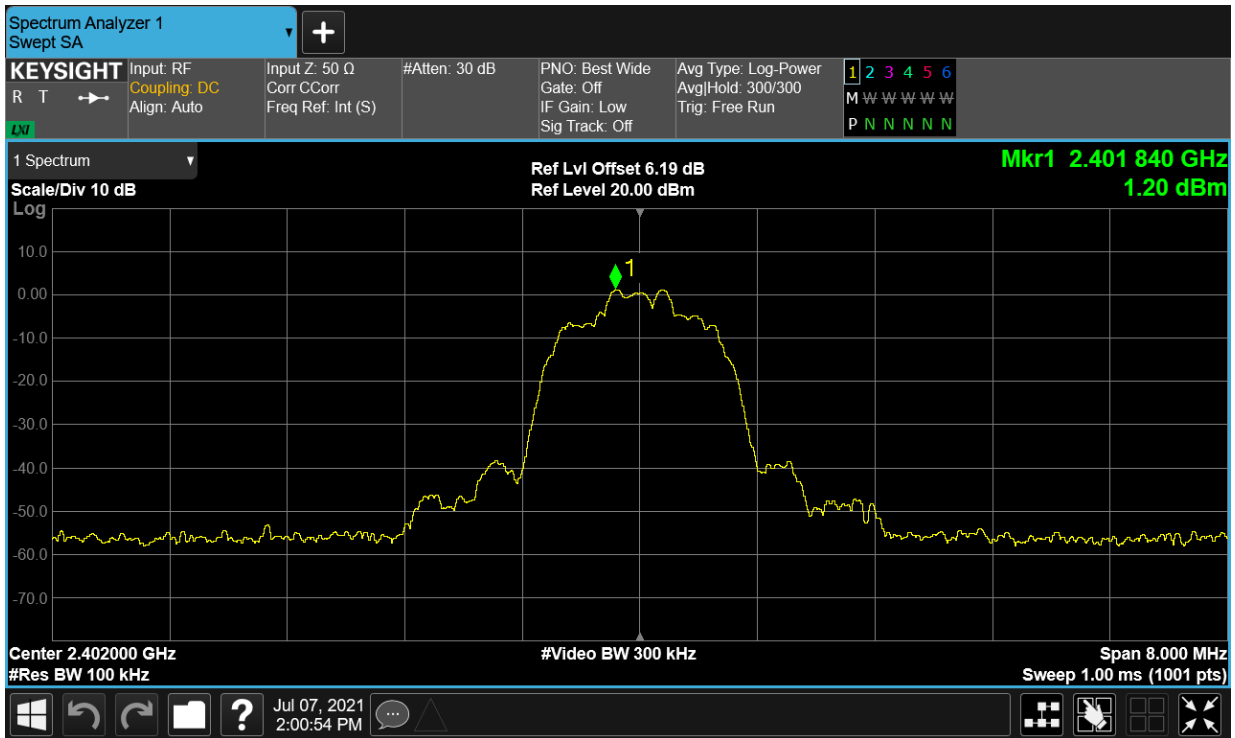 Spectrum Analyzer 1
Swept SA
▼
+
KEYSIGHT
R T
LXI
Input: RF
Coupling: DC
Align: Auto
Input Z: 50 Ω
Corr CCorr
Freq Ref: Int (S)
#Atten: 30 dB
PNO: Best Wide
Gate: Off
IF Gain: Low
Sig Track: Off
Avg Type: Log-Power
Avg|Hold: 300/300
Trig: Free Run
1 2 3 4 5 6
M W W W W W
P N N N N N
1 Spectrum ▼
Scale/Div 10 dB
Log
Ref Lvl Offset 6.19 dB
Ref Level 20.00 dBm
Mkr1 2.401 840 GHz
1.20 dBm
1
10.0
0.00
-10.0
-20.0
-30.0
-40.0
-50.0
-60.0
-70.0
Center 2.402000 GHz
#Res BW 100 kHz
#Video BW 300 kHz
Span 8.000 MHz
Sweep 1.00 ms (1001 pts)
?
Jul 07, 2021
2:00:54 PM